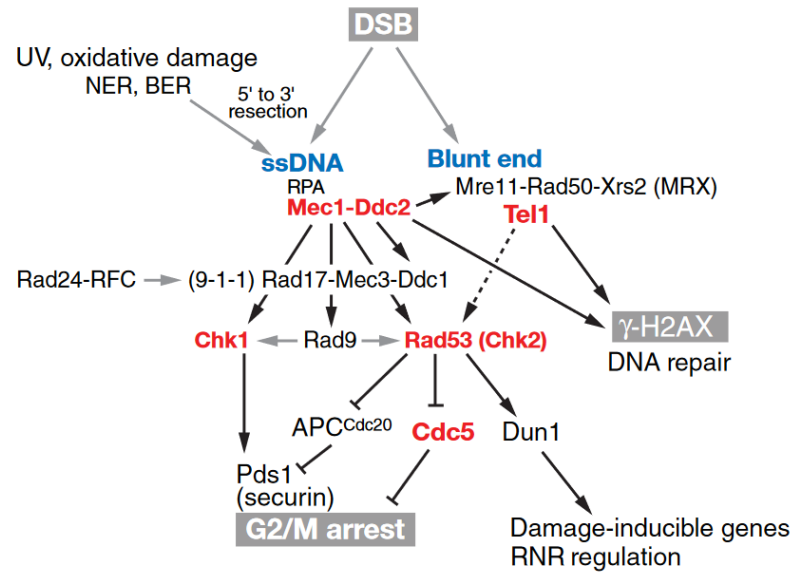 DSB
UV, oxidative damage
NER, BER
5' to 3'
resection
ssDNA
Blunt end
RPA
Mre11-Rad50-Xrs2 (MRX)
Mec1-Ddc2
Tel1
Rad24-RFC
(9-1-1) Rad17-Mec3-Ddc1
γ-H2AX
Chk1
Rad9
Rad53 (Chk2)
DNA repair
APCCdc20
Cdc5
Dun1
Pds1
(securin)
G2/M arrest
Damage-inducible genes
RNR regulation